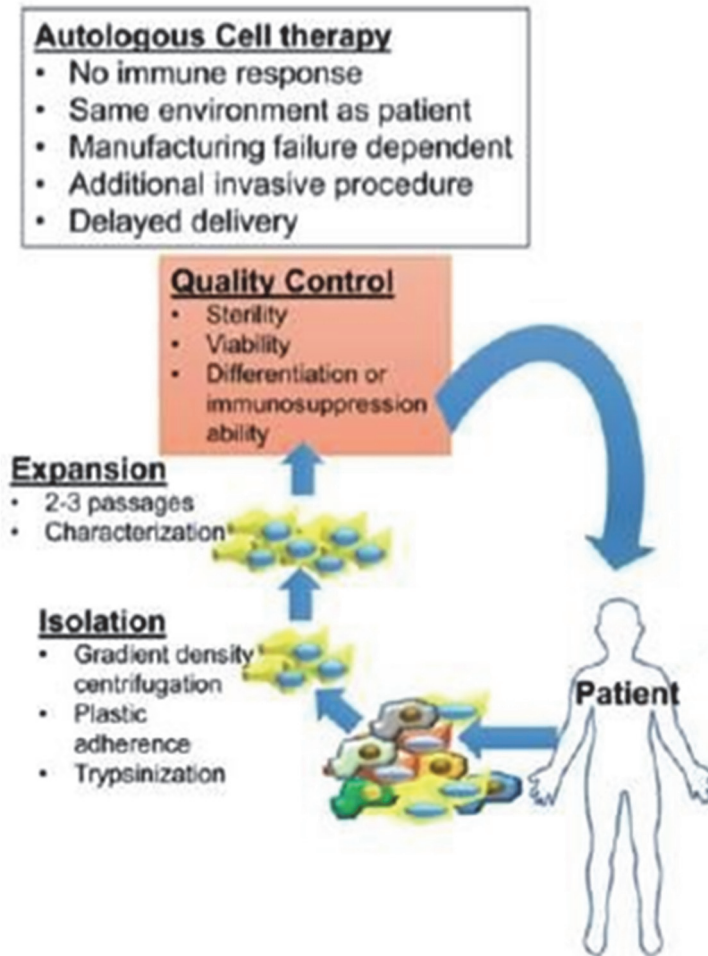 Autologous Cell therapy
• No immune response
• Same environment as patient
• Manufacturing failure dependent
• Additional invasive procedure
• Delayed delivery
Quality Control
• Sterility
• Viability
• Differentiation or
immunosuppression
ability
Expansion
• 2-3 passages
• Characterization
Isolation
• Gradient density
centrifugation
• Plastic
adherence
• Trypsinization
Patient